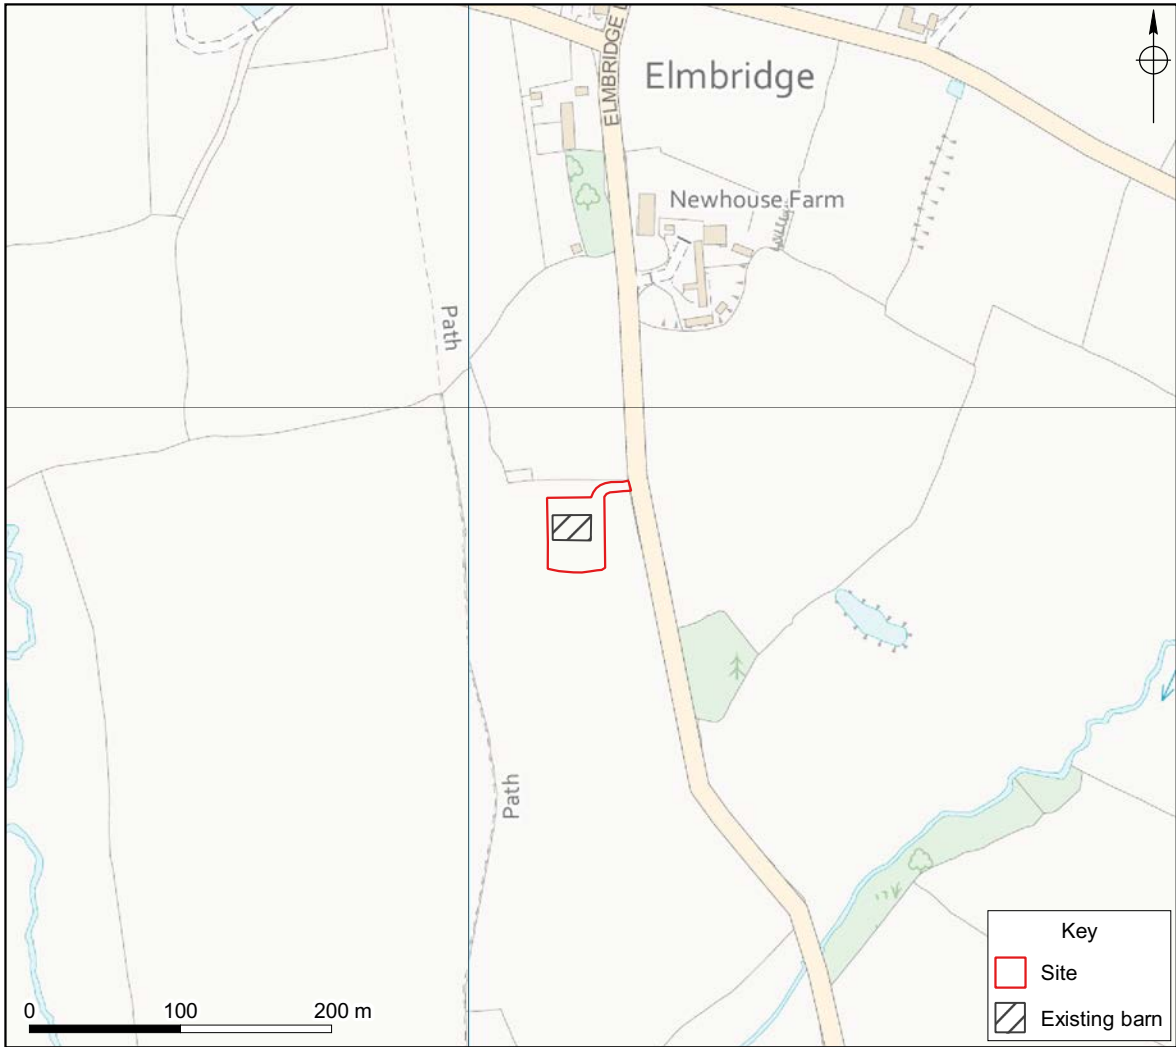 ELMBRIDGE L
Elmbridge
Newhouse Farm
Path
Path
Key
Site
Existing barn
0 100 200 m